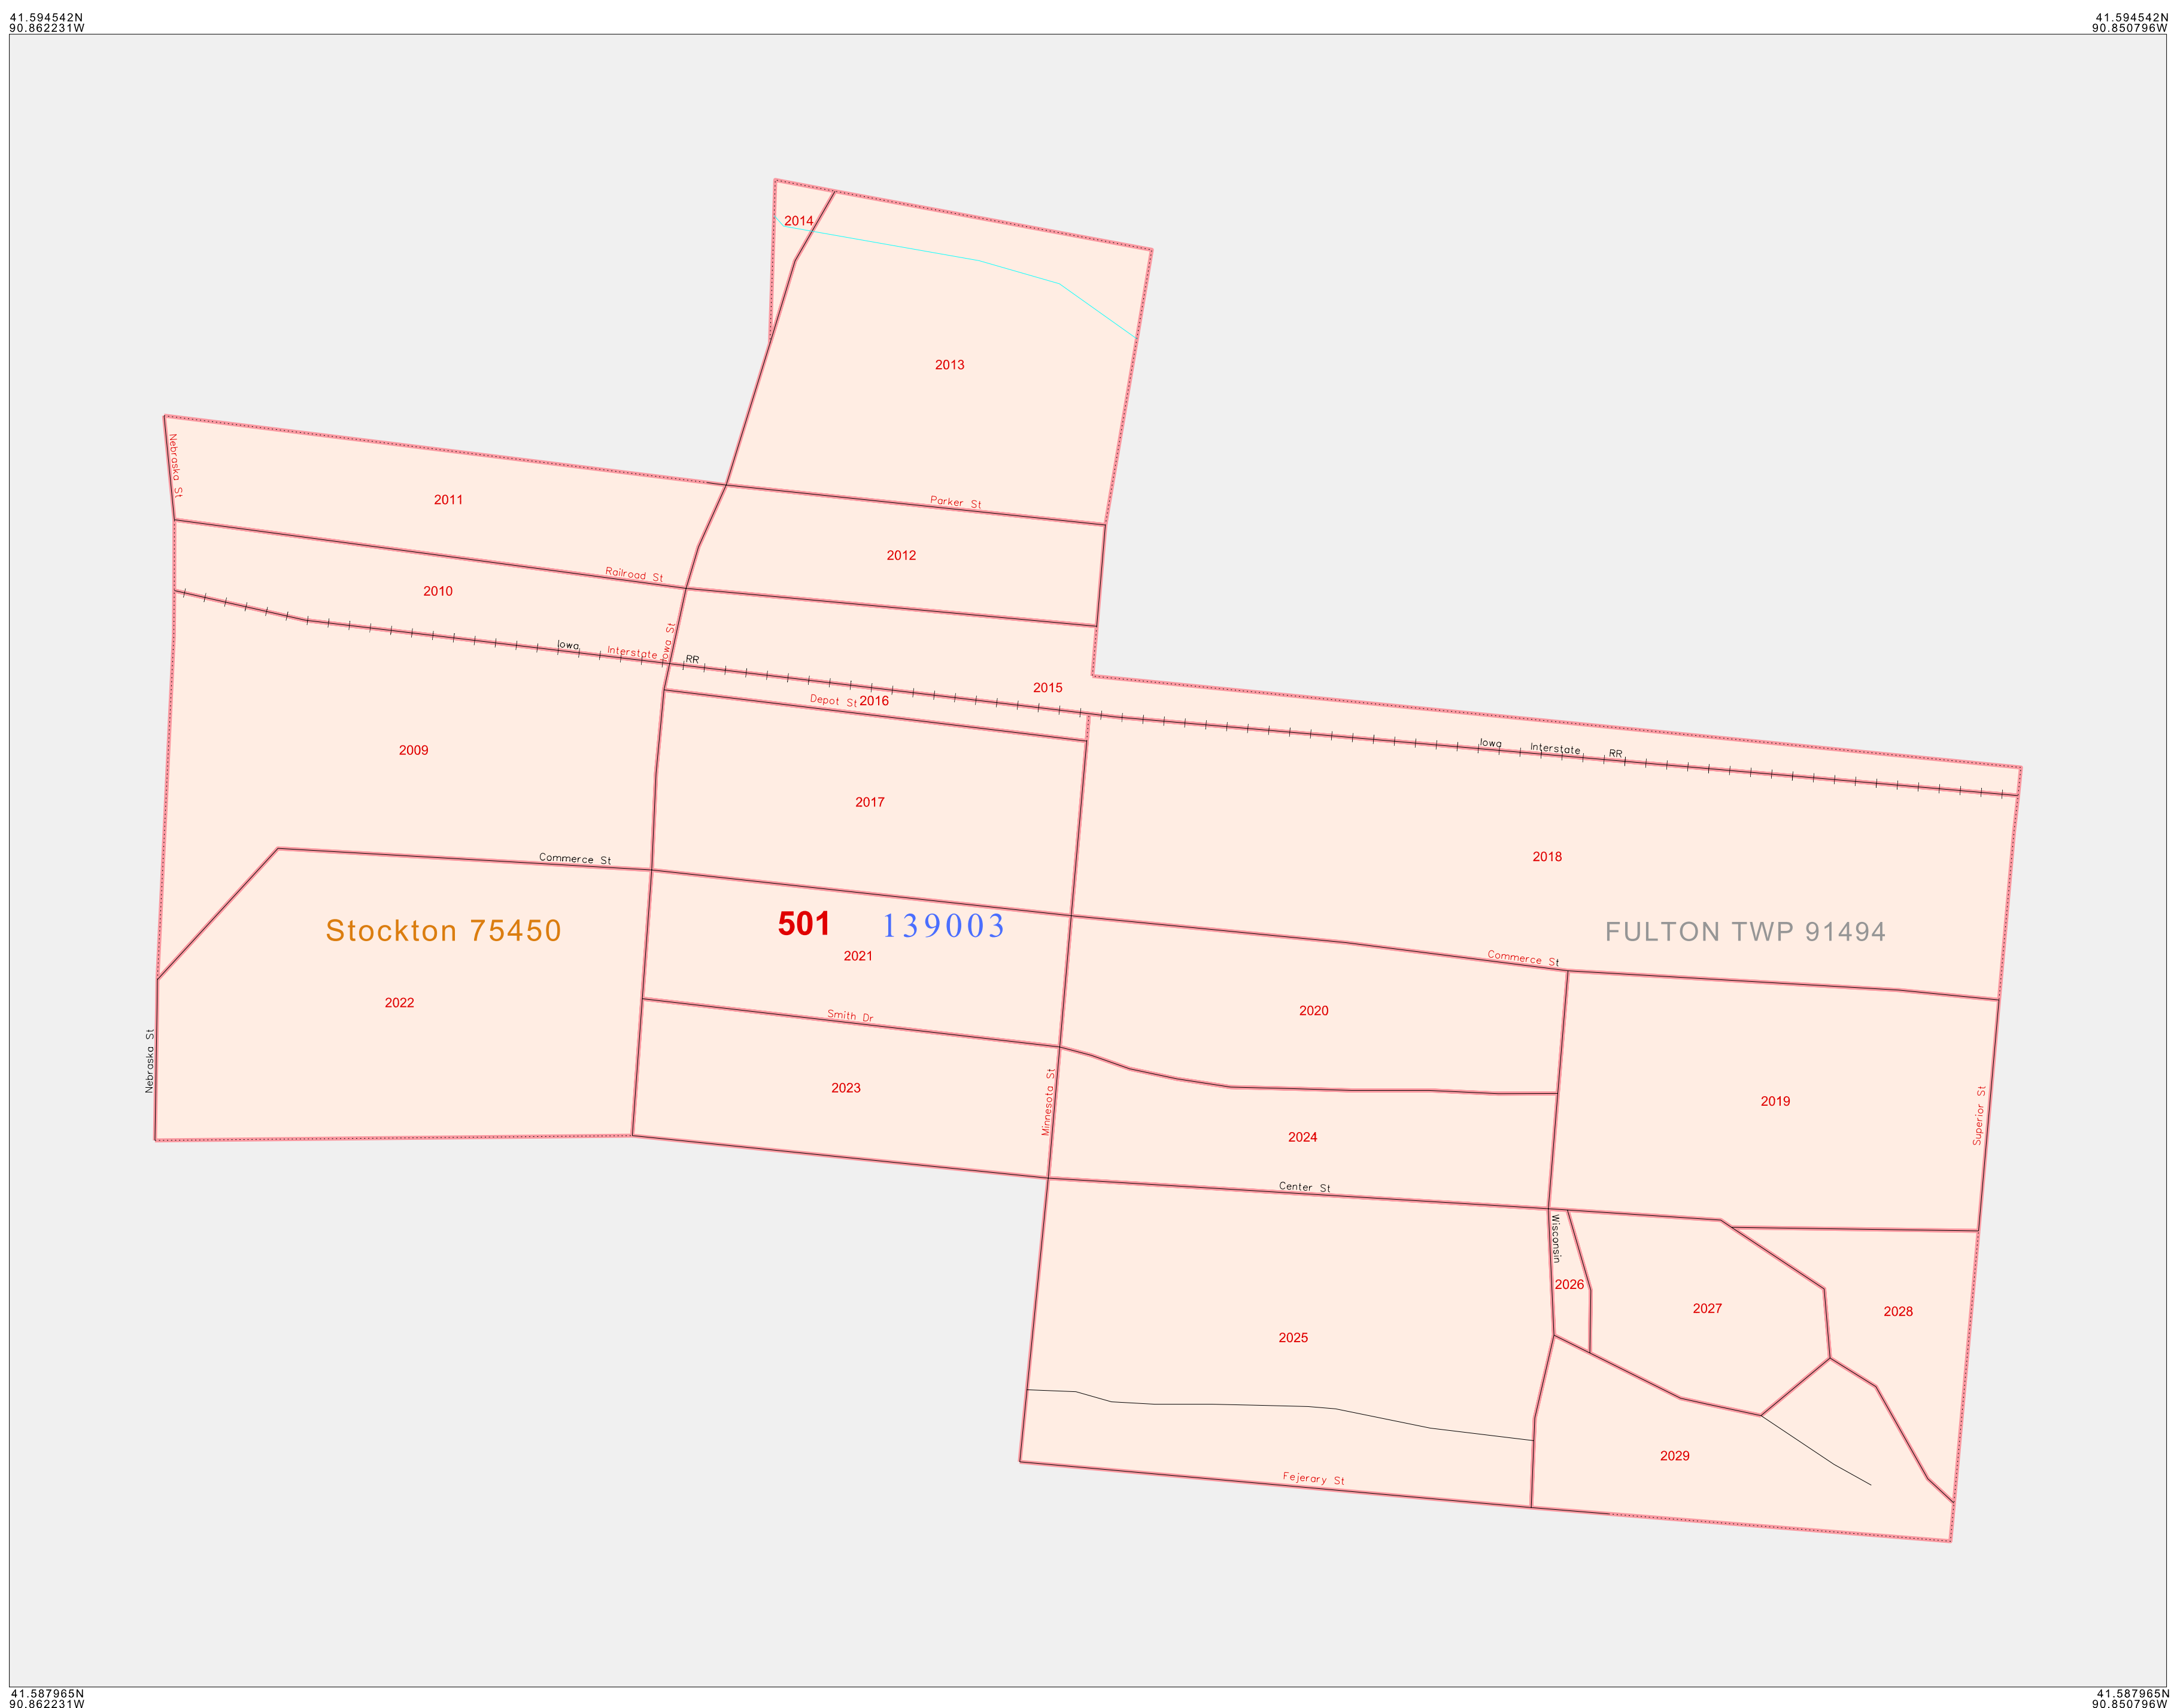 41.594542N
90.862231W
41.594542N
90.850796W
2014
2013
Nebraska St
2011
Parker St
2012
Railroad St
2010
Iowa St
Iowa Interstate RR
2015
2016
Depot St
Iowa Interstate RR
2009
2017
2018
Commerce St
Stockton 75450
501
139003
FULTON TWP 91494
2021
Commerce St
2022
2020
Smith Dr
Nebraska St
2023
Minnesota St
2019
Superior St
2024
Center St
Wisconsin
2026
2027
2028
2025
2029
Fejerary St
41.587965N
90.862231W
41.587965N
90.850796W